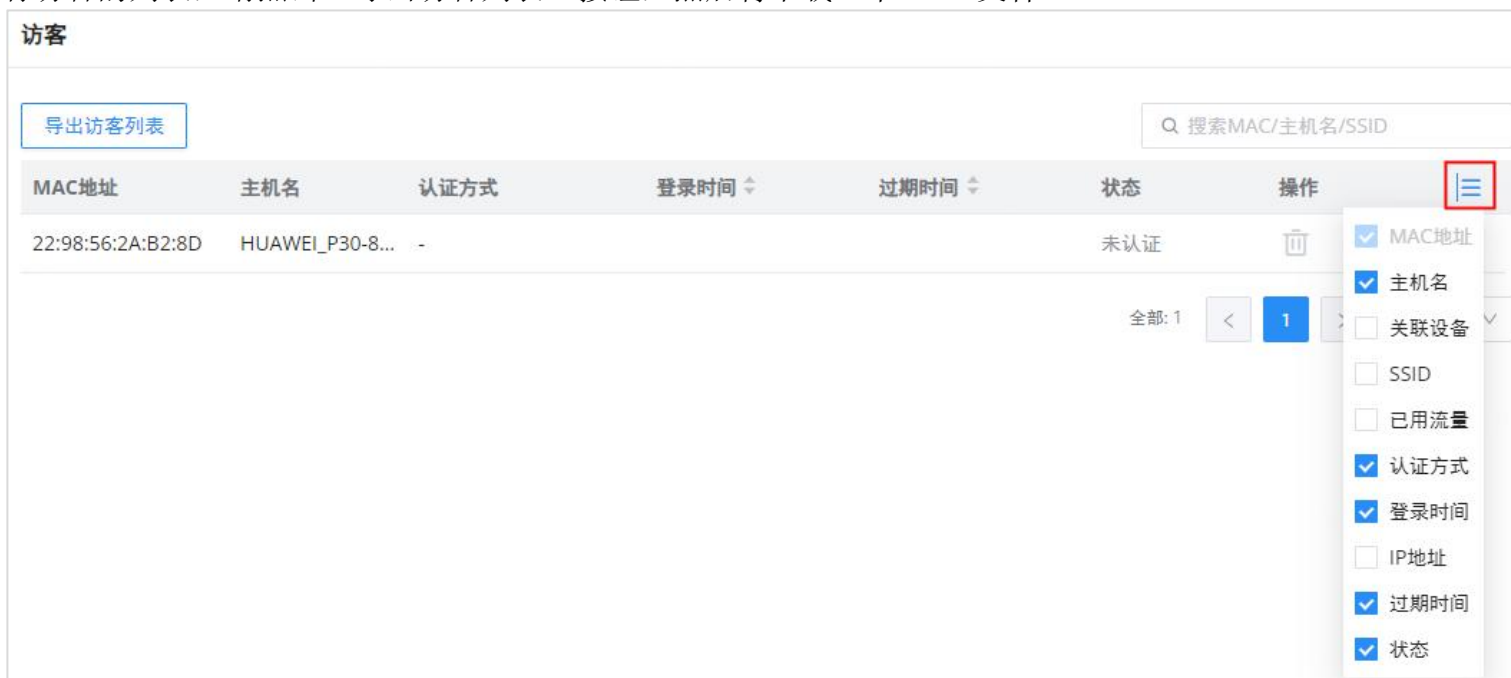 访客
导出访客列表
搜索MAC/主机名/SSID
MAC地址 主机名 认证方式 登录时间 过期时间 状态 操作
22:98:56:2A:B2:8D HUAWEI_P30-8... - 未认证
全部: 1 < 1
MAC地址
主机名
关联设备
SSID
已用流量
认证方式
登录时间
IP地址
过期时间
状态